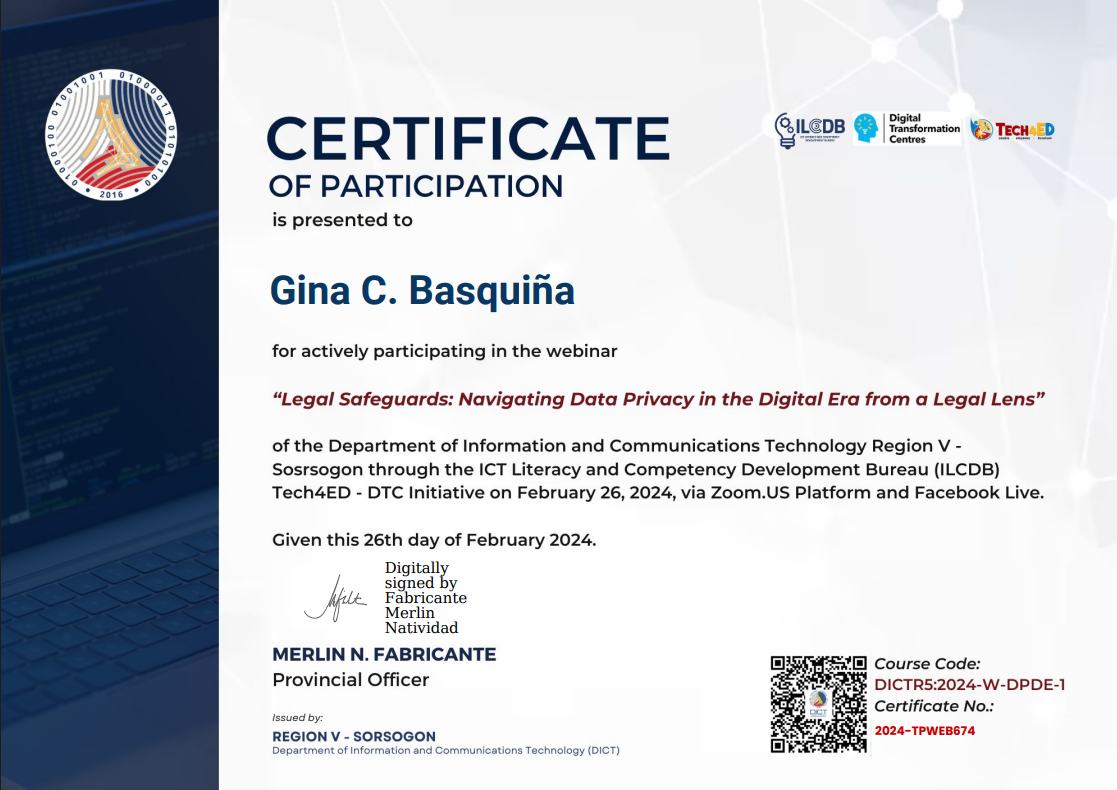 01000100 01001001 01000011 01010100
2016
CERTIFICATE
OF PARTICIPATION
is presented to
ILCDB
Digital
Transformation
Centres
TECH4ED
Gina C. Basquiña
for actively participating in the webinar
“Legal Safeguards: Navigating Data Privacy in the Digital Era from a Legal Lens”
of the Department of Information and Communications Technology Region V -
Sosrsogon through the ICT Literacy and Competency Development Bureau (ILCDB)
Tech4ED - DTC Initiative on February 26, 2024, via Zoom.US Platform and Facebook Live.
Given this 26th day of February 2024.
Digitally
signed by
Fabricante
Merlin
Natividad
MERLIN N. FABRICANTE
Provincial Officer
Issued by:
REGION V - SORSOGON
Department of Information and Communications Technology (DICT)
DICT
Course Code:
DICTR5:2024-W-DPDE-1
Certificate No.:
2024-TPWEB674